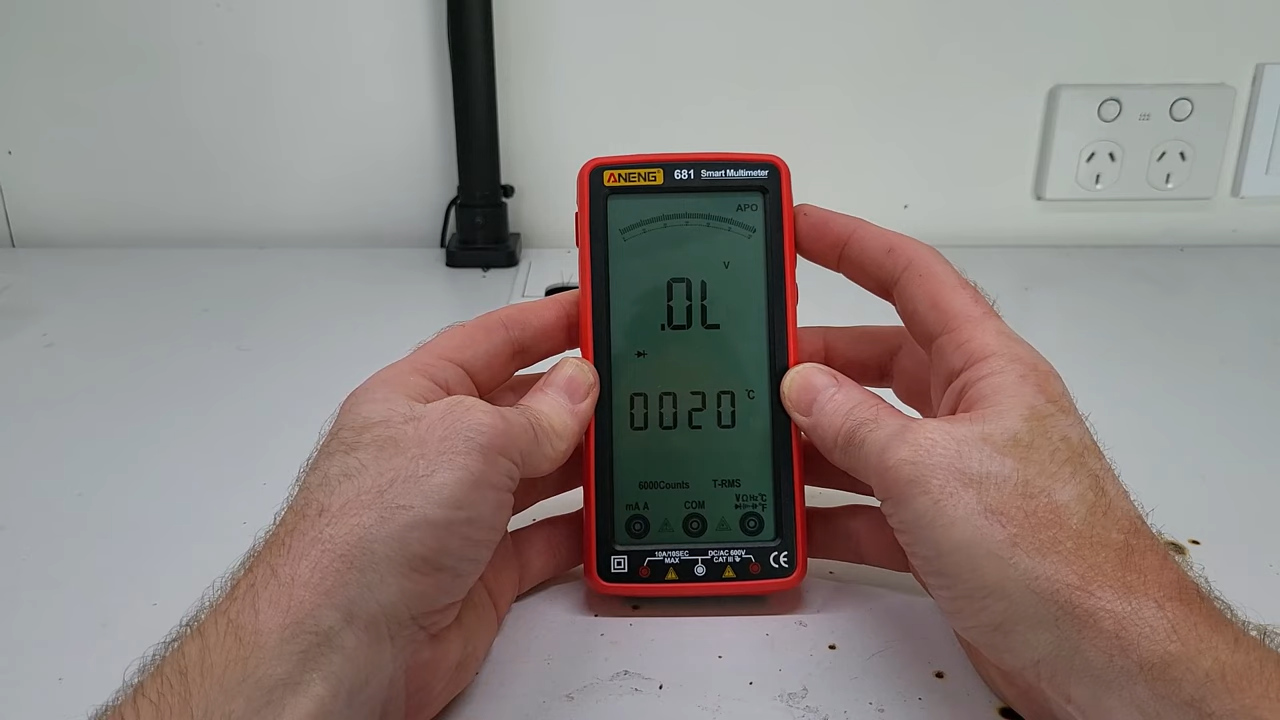 ANENG® 681 Smart Multimeter
APO
V
.0L
0020 °C
6000Counts T-RMS
mA A COM VΩHz°C
°F
10A/10SEC MAX
DC/AC 600V
CAT III
CE